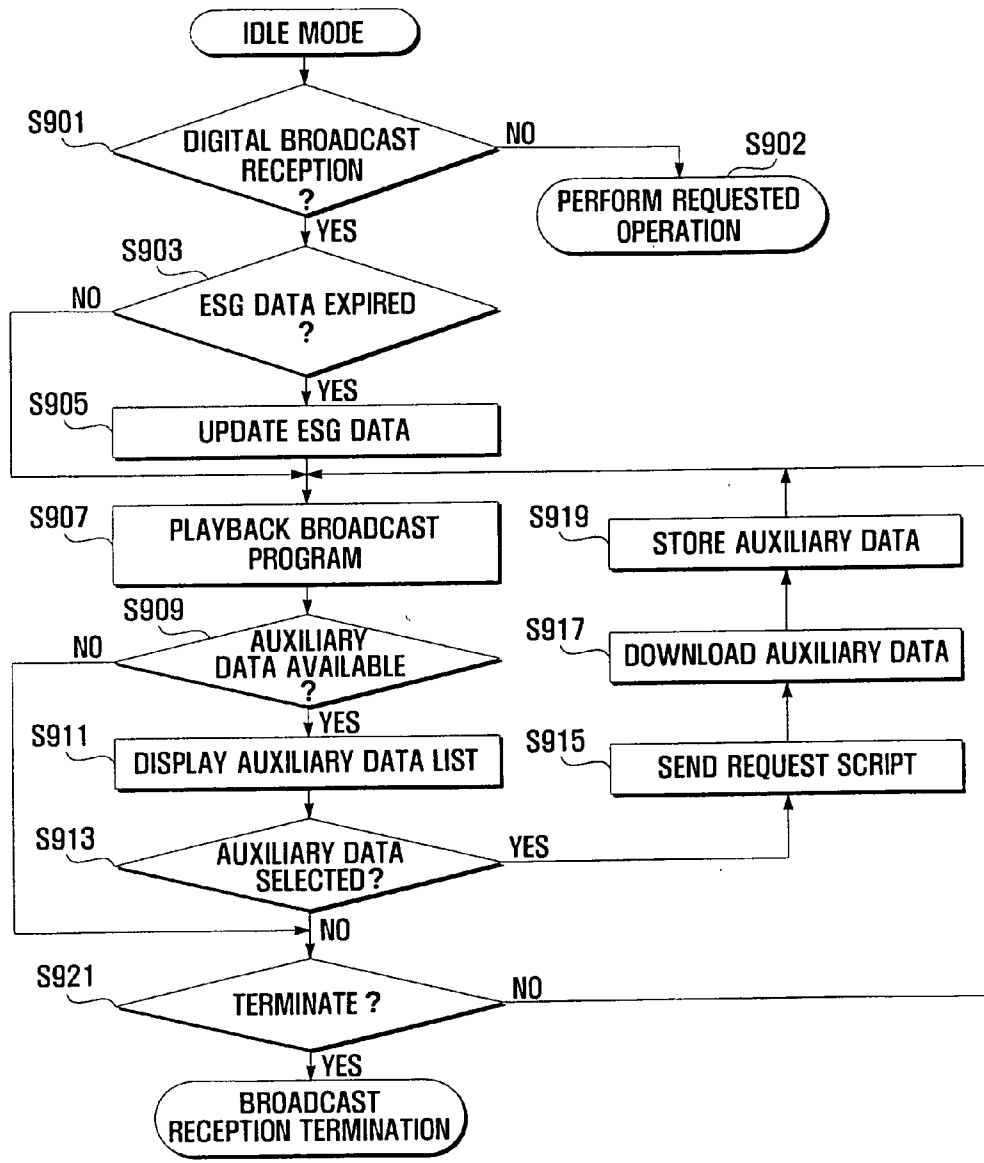 IDLE MODE
S901
DIGITAL BROADCAST
RECEPTION
?
NO
S902
PERFORM REQUESTED
OPERATION
YES
S903
NO
ESG DATA EXPIRED
?
YES
S905
UPDATE ESG DATA
S907
PLAYBACK BROADCAST
PROGRAM
S909
NO
AUXILIARY
DATA AVAILABLE
?
YES
S911
DISPLAY AUXILIARY DATA LIST
S913
AUXILIARY DATA
SELECTED?
YES
NO
S915
SEND REQUEST SCRIPT
S917
DOWNLOAD AUXILIARY DATA
S919
STORE AUXILIARY DATA
S921
TERMINATE ?
NO
YES
BROADCAST
RECEPTION TERMINATION